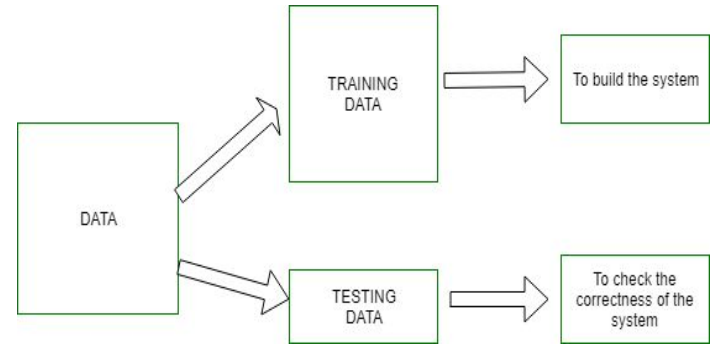 DATA
TRAINING
DATA
To build the system
TESTING
DATA
To check the
correctness of the
system